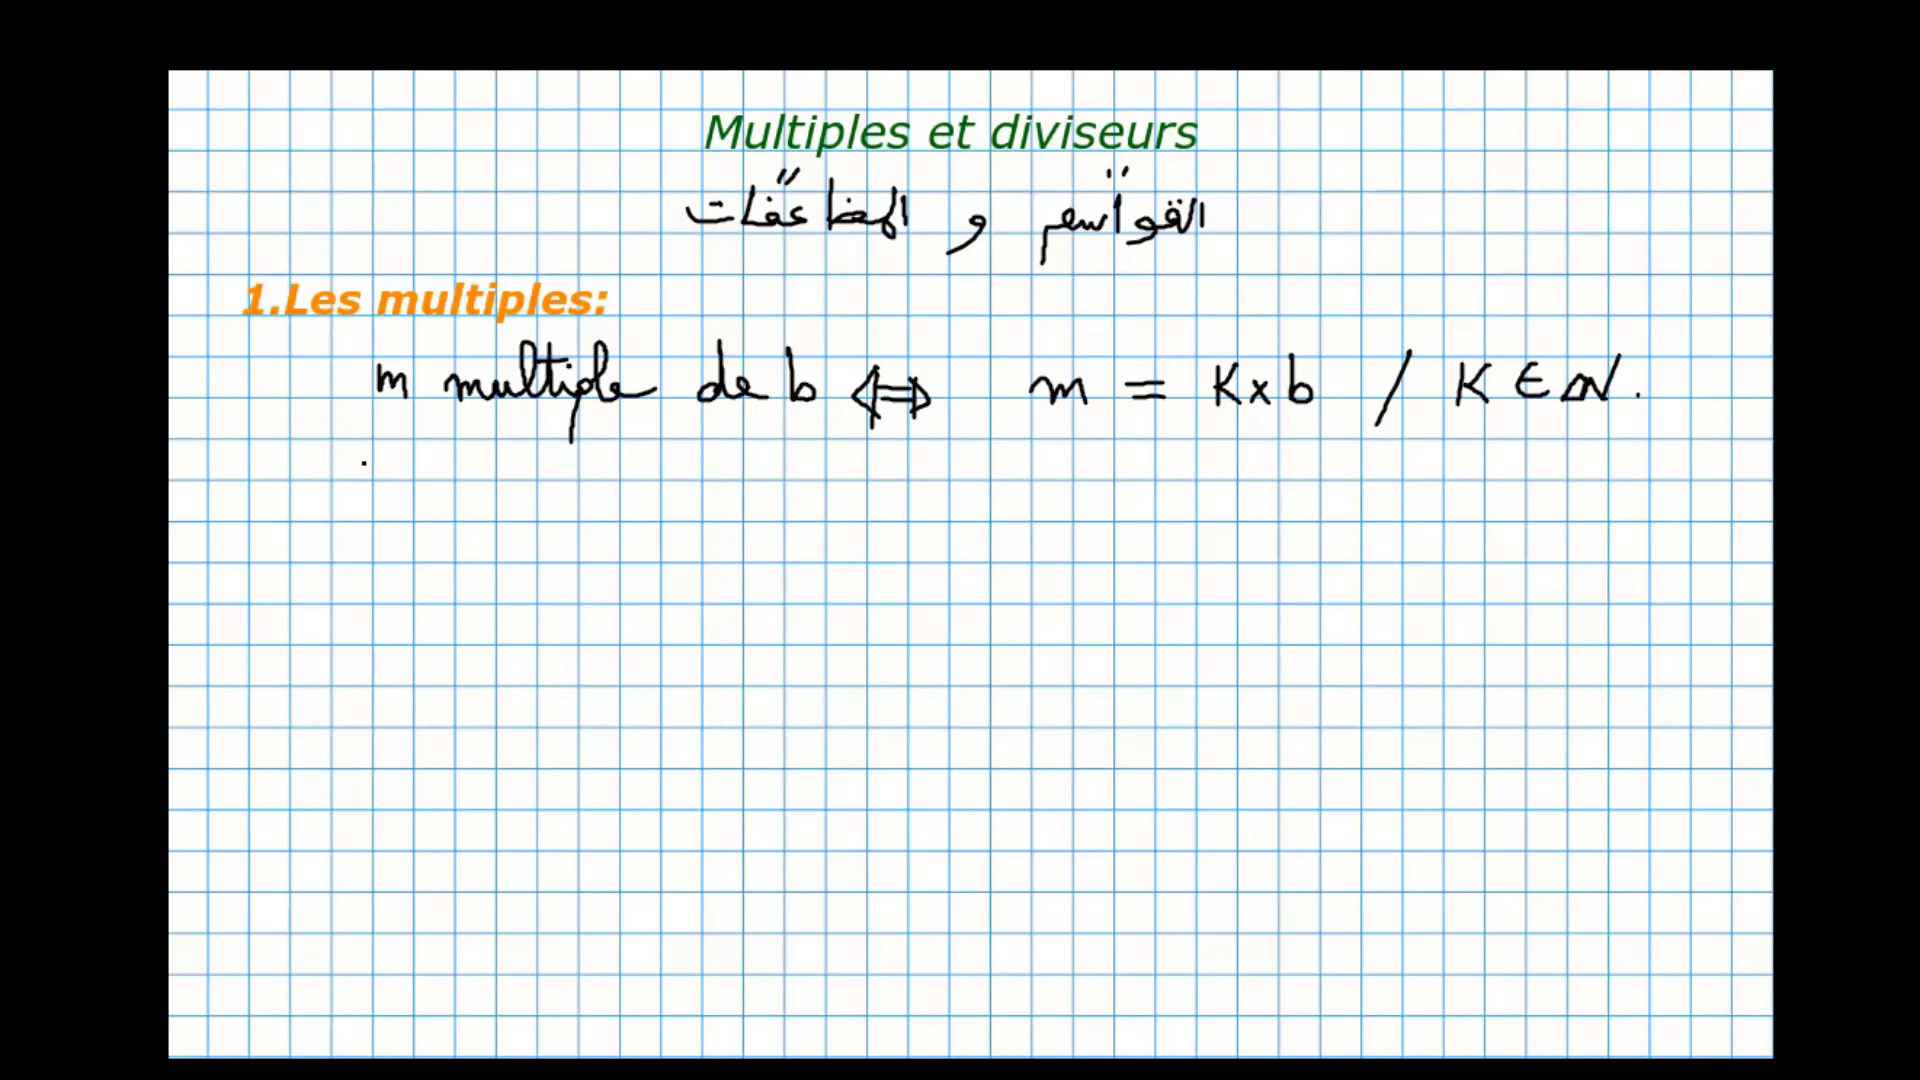 Multiples et diviseurs
القواسم و المضاعفات
1.Les multiples:
m multiple de b ⇔ m = K×b / K ∈ ℕ.